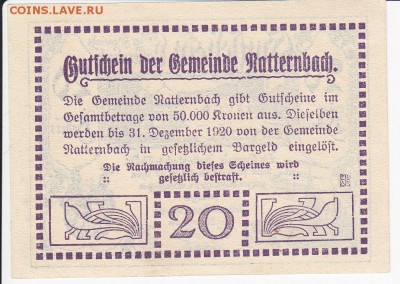 COINS.LAVE.RU
Gutschein der Gemeinde Natternbach.
Die Gemeinde Natternbach gibt Gutscheine im
Gesamtbetrage von 50.000 Kronen aus. Dieselben
werden bis 31. Dezember 1920 von der Gemeinde
Natternbach in gesetzlichem Bargeld eingelöst.
Die Nachmachung dieses Scheines wird
:: gesetzlich bestraft. ::
20